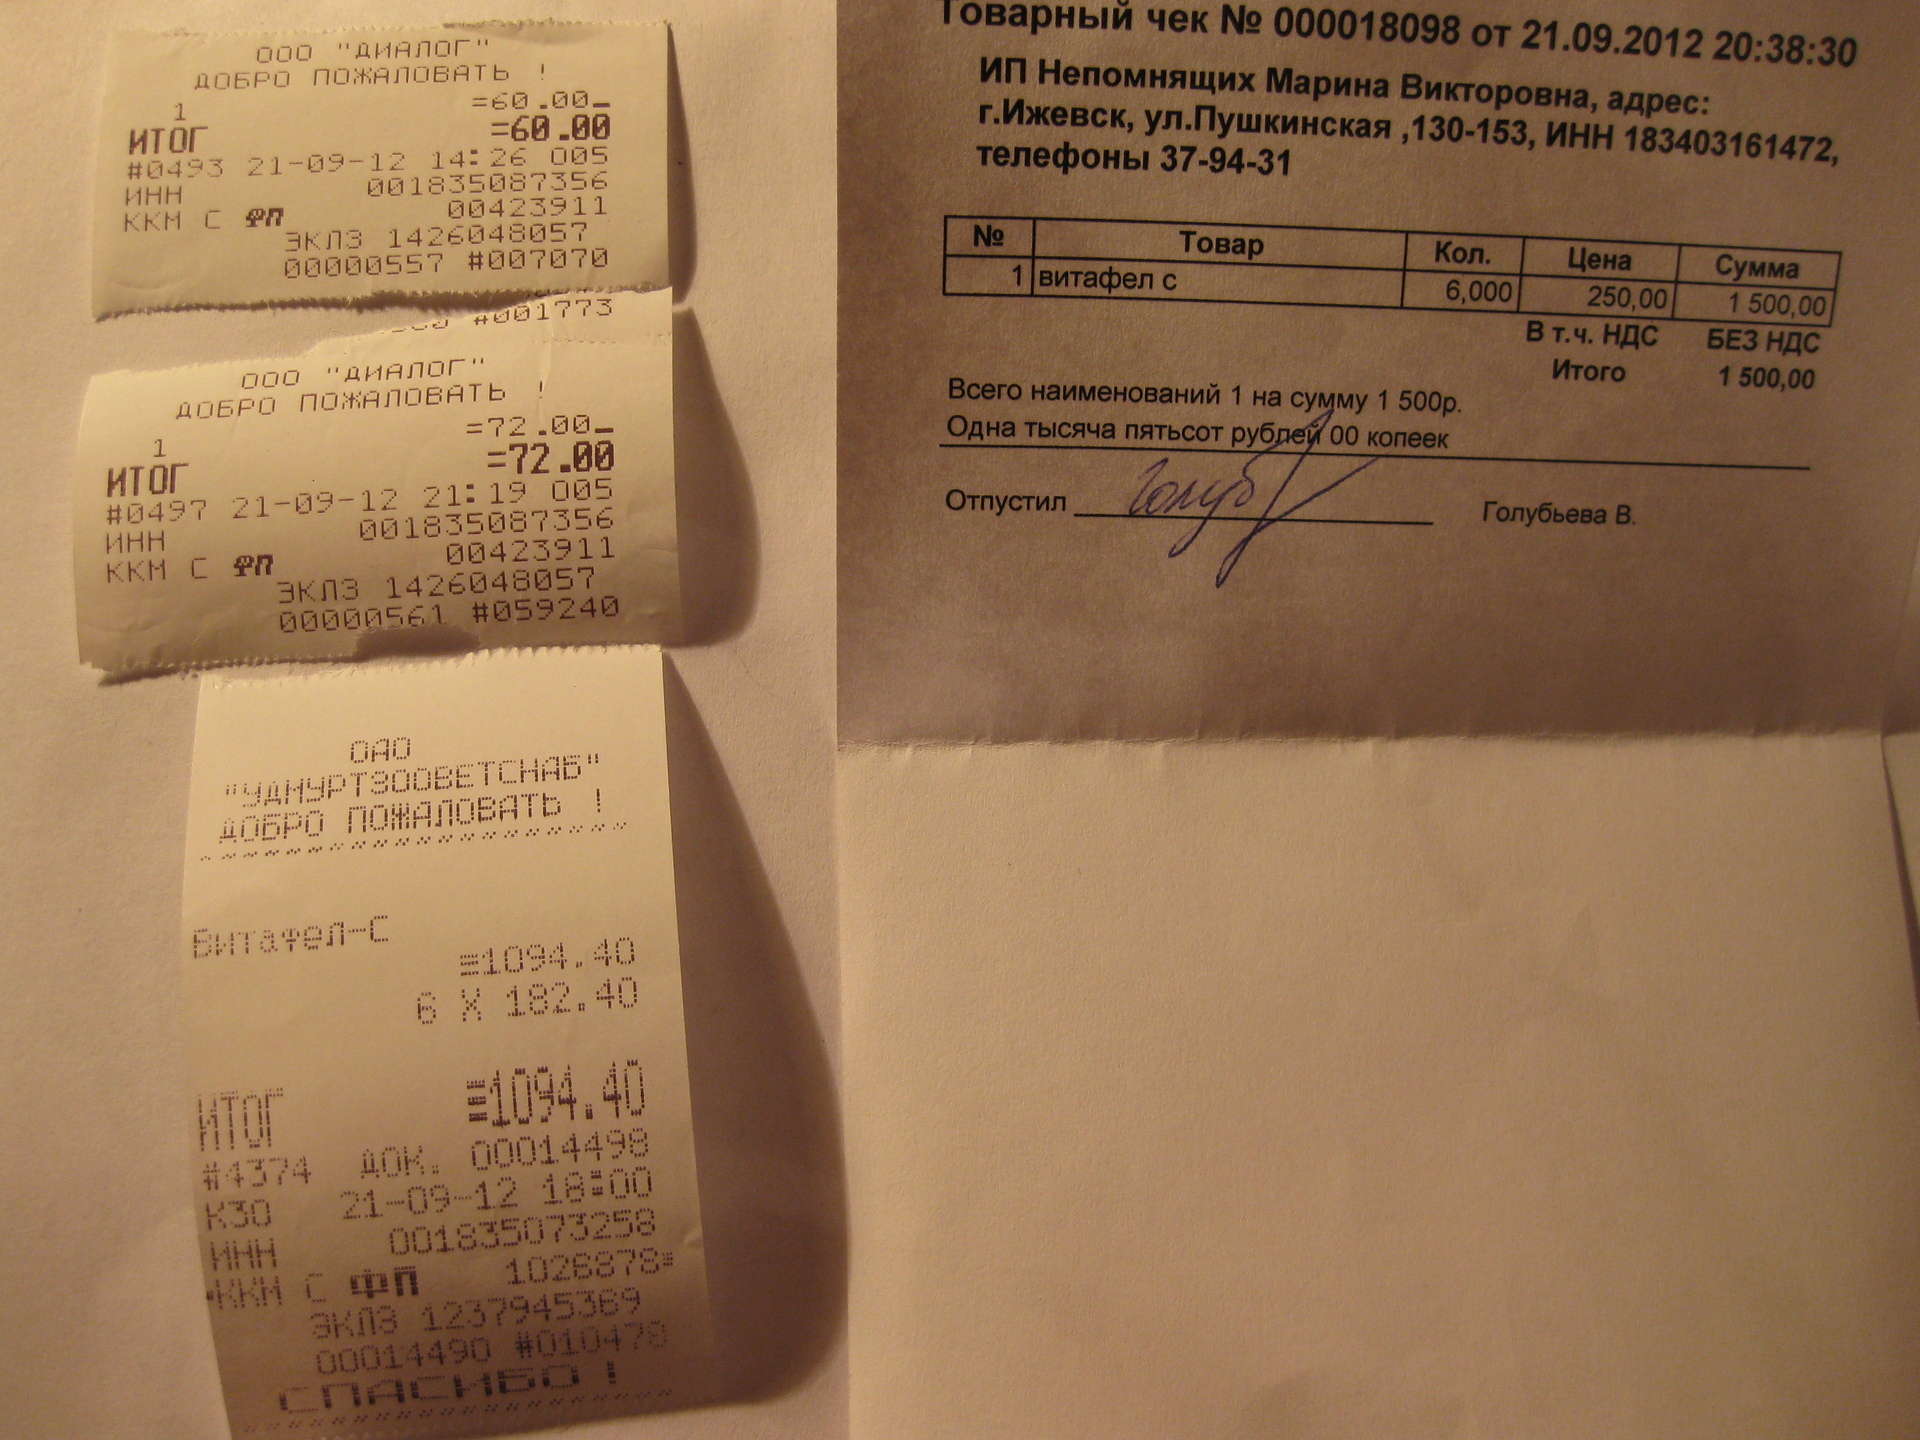 ООО "ДИАЛОГ"
ДОБРО ПОЖАЛОВАТЬ !
1 =60.00
ИТОГ =60.00
#0493 21-09-12 14:26 005
ИНН 001835087356
ККМ С ФП 00423911
ЭКЛЗ 1426048057
00000557 #007070
#001773
ООО "ДИАЛОГ"
ДОБРО ПОЖАЛОВАТЬ !
1 =72.00
ИТОГ =72.00
#0497 21-09-12 21:19 005
ИНН 001835087356
ККМ С ФП 00423911
ЭКЛЗ 1426048057
00000561 #059240
ОАО
"УДМУРТЗООВЕТСНАБ"
ДОБРО ПОЖАЛОВАТЬ !
Витафел-С
≡1094.40
6 X 182.40
ИТОГ ≡1094.40
#4374 ДОК. 00014498
К30 21-09-12 18:00
ИНН 001835073258
ККМ С ФП 1026878
ЭКЛЗ 1237945369
00014490 #010478
СПАСИБО!
Товарный чек № 000018098 от 21.09.2012 20:38:30
ИП Непомнящих Марина Викторовна, адрес:
г.Ижевск, ул.Пушкинская ,130-153, ИНН 183403161472,
телефоны 37-94-31
№ Товар Кол. Цена Сумма
1 витафел с 6,000 250,00 1 500,00
В т.ч. НДС БЕЗ НДС
Итого 1 500,00
Всего наименований 1 на сумму 1 500р.
Одна тысяча пятьсот рублей 00 копеек
Отпустил Голуб Голубьева В.